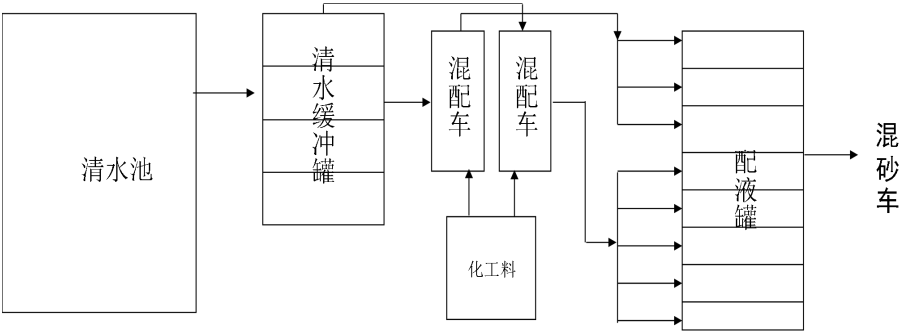 清水池
清水缓冲罐
混配车
混配车
化工料
配液罐
混砂车